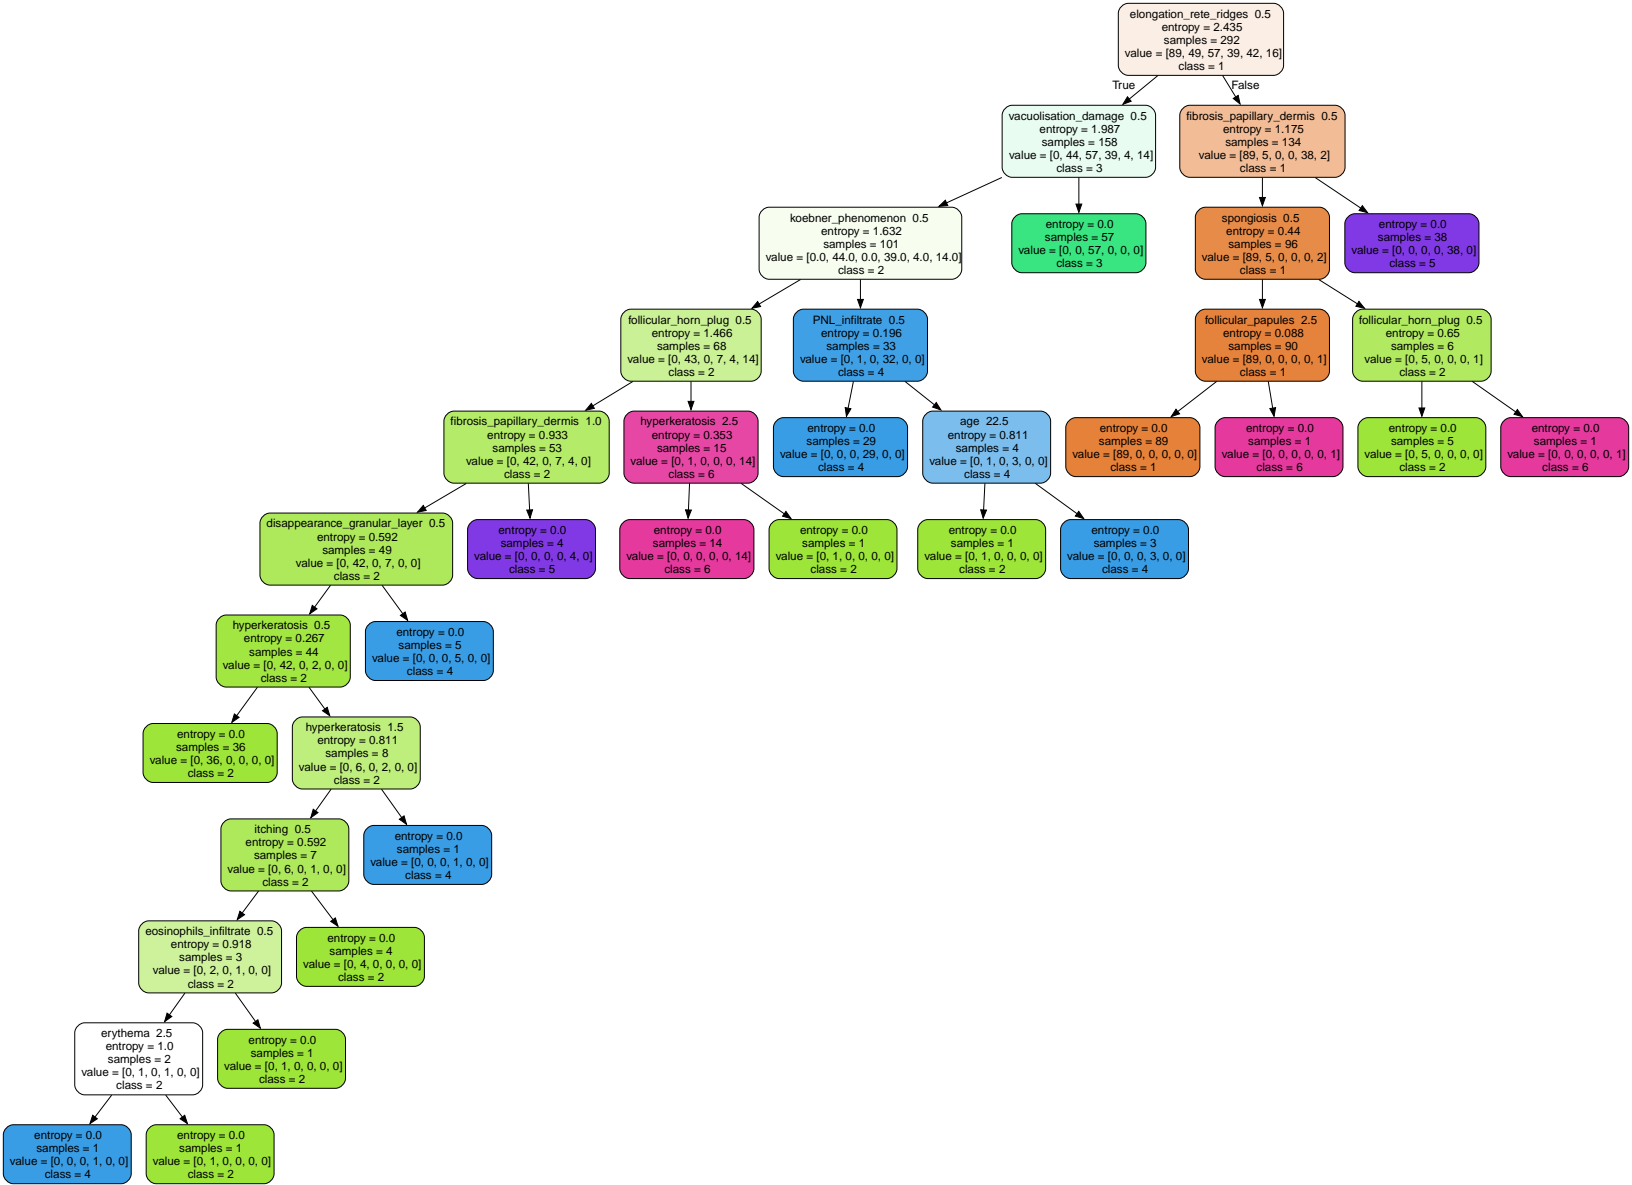 elongation_rete_ridges 0.5
entropy = 2.435
samples = 292
value = [89, 49, 57, 39, 42, 16]
class = 1
True
False
vacuolisation_damage 0.5
entropy = 1.987
samples = 158
value = [0, 44, 57, 39, 4, 14]
class = 3
fibrosis_papillary_dermis 0.5
entropy = 1.175
samples = 134
value = [89, 5, 0, 0, 38, 2]
class = 1
koebner_phenomenon 0.5
entropy = 1.632
samples = 101
value = [0.0, 44.0, 0.0, 39.0, 4.0, 14.0]
class = 2
entropy = 0.0
samples = 57
value = [0, 0, 57, 0, 0, 0]
class = 3
spongiosis 0.5
entropy = 0.44
samples = 96
value = [89, 5, 0, 0, 0, 2]
class = 1
entropy = 0.0
samples = 38
value = [0, 0, 0, 0, 38, 0]
class = 5
follicular_horn_plug 0.5
entropy = 1.466
samples = 68
value = [0, 43, 0, 7, 4, 14]
class = 2
PNL_infiltrate 0.5
entropy = 0.196
samples = 33
value = [0, 1, 0, 32, 0, 0]
class = 4
follicular_papules 2.5
entropy = 0.088
samples = 90
value = [89, 0, 0, 0, 0, 1]
class = 1
follicular_horn_plug 0.5
entropy = 0.65
samples = 6
value = [0, 5, 0, 0, 0, 1]
class = 2
fibrosis_papillary_dermis 1.0
entropy = 0.933
samples = 53
value = [0, 42, 0, 7, 4, 0]
class = 2
hyperkeratosis 2.5
entropy = 0.353
samples = 15
value = [0, 1, 0, 0, 0, 14]
class = 6
entropy = 0.0
samples = 29
value = [0, 0, 0, 29, 0, 0]
class = 4
age 22.5
entropy = 0.811
samples = 4
value = [0, 1, 0, 3, 0, 0]
class = 4
entropy = 0.0
samples = 89
value = [89, 0, 0, 0, 0, 0]
class = 1
entropy = 0.0
samples = 1
value = [0, 0, 0, 0, 0, 1]
class = 6
entropy = 0.0
samples = 5
value = [0, 5, 0, 0, 0, 0]
class = 2
entropy = 0.0
samples = 1
value = [0, 0, 0, 0, 0, 1]
class = 6
disappearance_granular_layer 0.5
entropy = 0.592
samples = 49
value = [0, 42, 0, 7, 0, 0]
class = 2
entropy = 0.0
samples = 4
value = [0, 0, 0, 0, 4, 0]
class = 5
entropy = 0.0
samples = 14
value = [0, 0, 0, 0, 0, 14]
class = 6
entropy = 0.0
samples = 1
value = [0, 1, 0, 0, 0, 0]
class = 2
entropy = 0.0
samples = 1
value = [0, 1, 0, 0, 0, 0]
class = 2
entropy = 0.0
samples = 3
value = [0, 0, 0, 3, 0, 0]
class = 4
hyperkeratosis 0.5
entropy = 0.267
samples = 44
value = [0, 42, 0, 2, 0, 0]
class = 2
entropy = 0.0
samples = 5
value = [0, 0, 0, 5, 0, 0]
class = 4
entropy = 0.0
samples = 36
value = [0, 36, 0, 0, 0, 0]
class = 2
hyperkeratosis 1.5
entropy = 0.811
samples = 8
value = [0, 6, 0, 2, 0, 0]
class = 2
itching 0.5
entropy = 0.592
samples = 7
value = [0, 6, 0, 1, 0, 0]
class = 2
entropy = 0.0
samples = 1
value = [0, 0, 0, 1, 0, 0]
class = 4
eosinophils_infiltrate 0.5
entropy = 0.918
samples = 3
value = [0, 2, 0, 1, 0, 0]
class = 2
entropy = 0.0
samples = 4
value = [0, 4, 0, 0, 0, 0]
class = 2
erythema 2.5
entropy = 1.0
samples = 2
value = [0, 1, 0, 1, 0, 0]
class = 2
entropy = 0.0
samples = 1
value = [0, 1, 0, 0, 0, 0]
class = 2
entropy = 0.0
samples = 1
value = [0, 0, 0, 1, 0, 0]
class = 4
entropy = 0.0
samples = 1
value = [0, 1, 0, 0, 0, 0]
class = 2